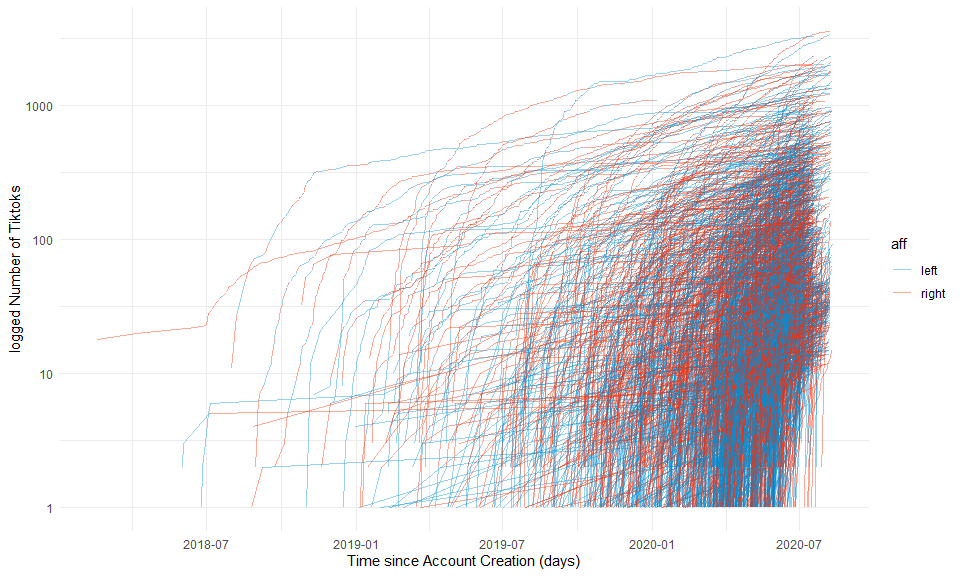 logged Number of Tiktoks
1000
100
10
1
2018-07
2019-01
2019-07
2020-01
2020-07
Time since Account Creation (days)
aff
left
right